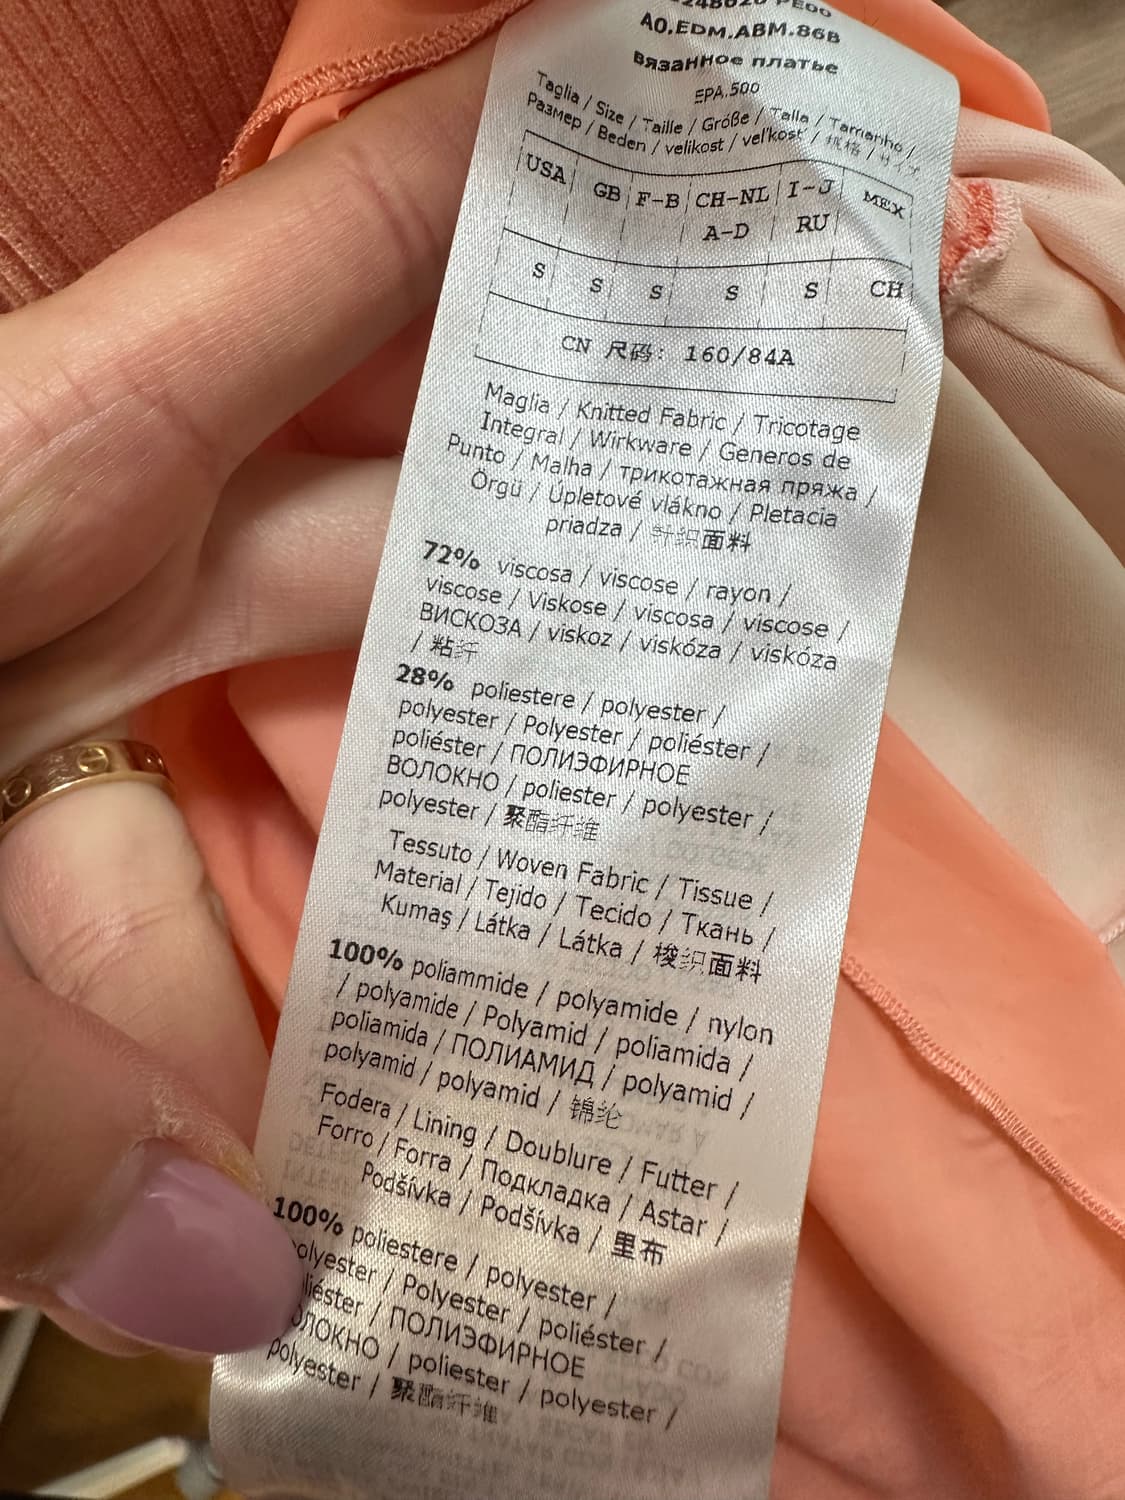 A0.EDM.ABM.86B
Вязанное платье
EPA.500
Taglia / Size / Taille / Größe / Talla / Tamanho /
Размер / Beden / velikost / veľkosť / 规格 / サイズ
USA GB F-B CH-NL I-J MEX
A-D RU
S S S S S CH
CN 尺码: 160/84A
Maglia / Knitted Fabric / Tricotage
Integral / Wirkware / Generos de
Punto / Malha / трикотажная пряжа /
Örgü / Úpletové vlákno / Pletacia
priadza / 针织面料
72% viscosa / viscose / rayon /
viscose / Viskose / viscosa / viscose /
ВИСКОЗА / viskoz / viskóza / viskóza
/ 粘纤
28% poliestere / polyester /
polyester / Polyester / poliéster /
poliéster / ПОЛИЭФИРНОЕ
ВОЛОКНО / poliester / polyester /
polyester / 聚酯纤维
Tessuto / Woven Fabric / Tissue /
Material / Tejido / Tecido / Ткань /
Kumaş / Látka / Látka / 梭织面料
100% poliammide / polyamide / nylon
/ polyamide / Polyamid / poliamida /
poliamida / ПОЛИАМИД / polyamid /
polyamid / polyamid / 锦纶
Fodera / Lining / Doublure / Futter /
Forro / Forra / Подкладка / Astar /
Podšívka / Podšívka / 里布
100% poliestere / polyester /
polyester / Polyester / poliéster /
liéster / ПОЛИЭФИРНОЕ
ОЛОКНО / poliester / polyester /
polyester / 聚酯纤维